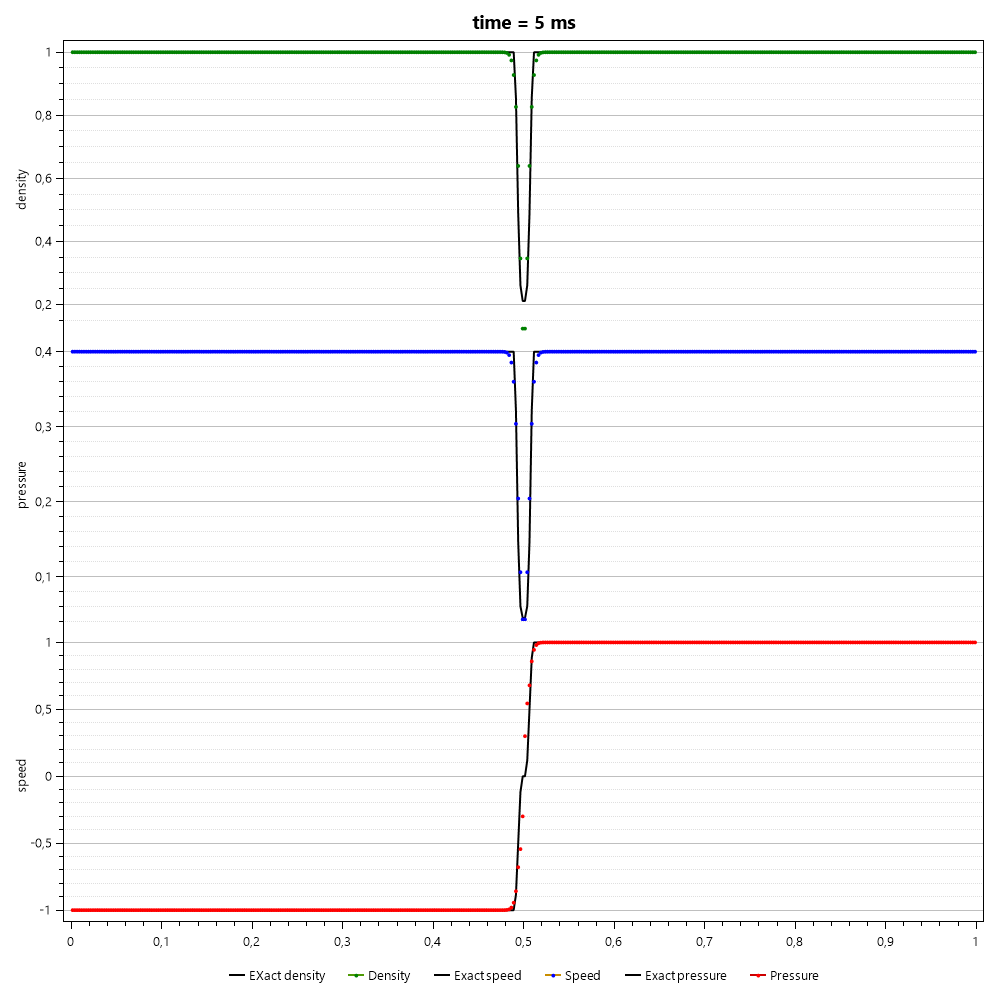 time = 5 ms
density
1
0,8
0,6
0,4
0,2
pressure
0,4
0,3
0,2
0,1
speed
1
0,5
0
-0,5
-1
0 0,1 0,2 0,3 0,4 0,5 0,6 0,7 0,8 0,9 1
EXact density Density Exact speed Speed Exact pressure Pressure